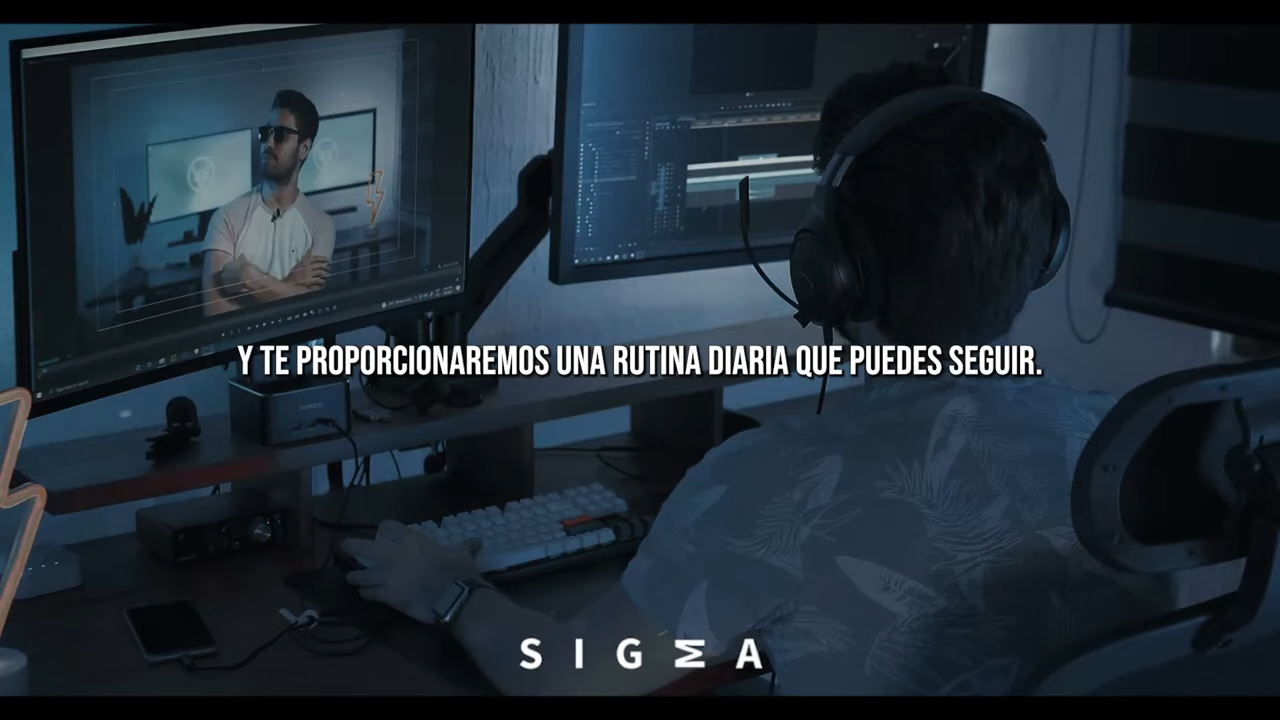 Y TE PROPORCIONAREMOS UNA RUTINA DIARIA QUE PUEDES SEGUIR.
SIGMA